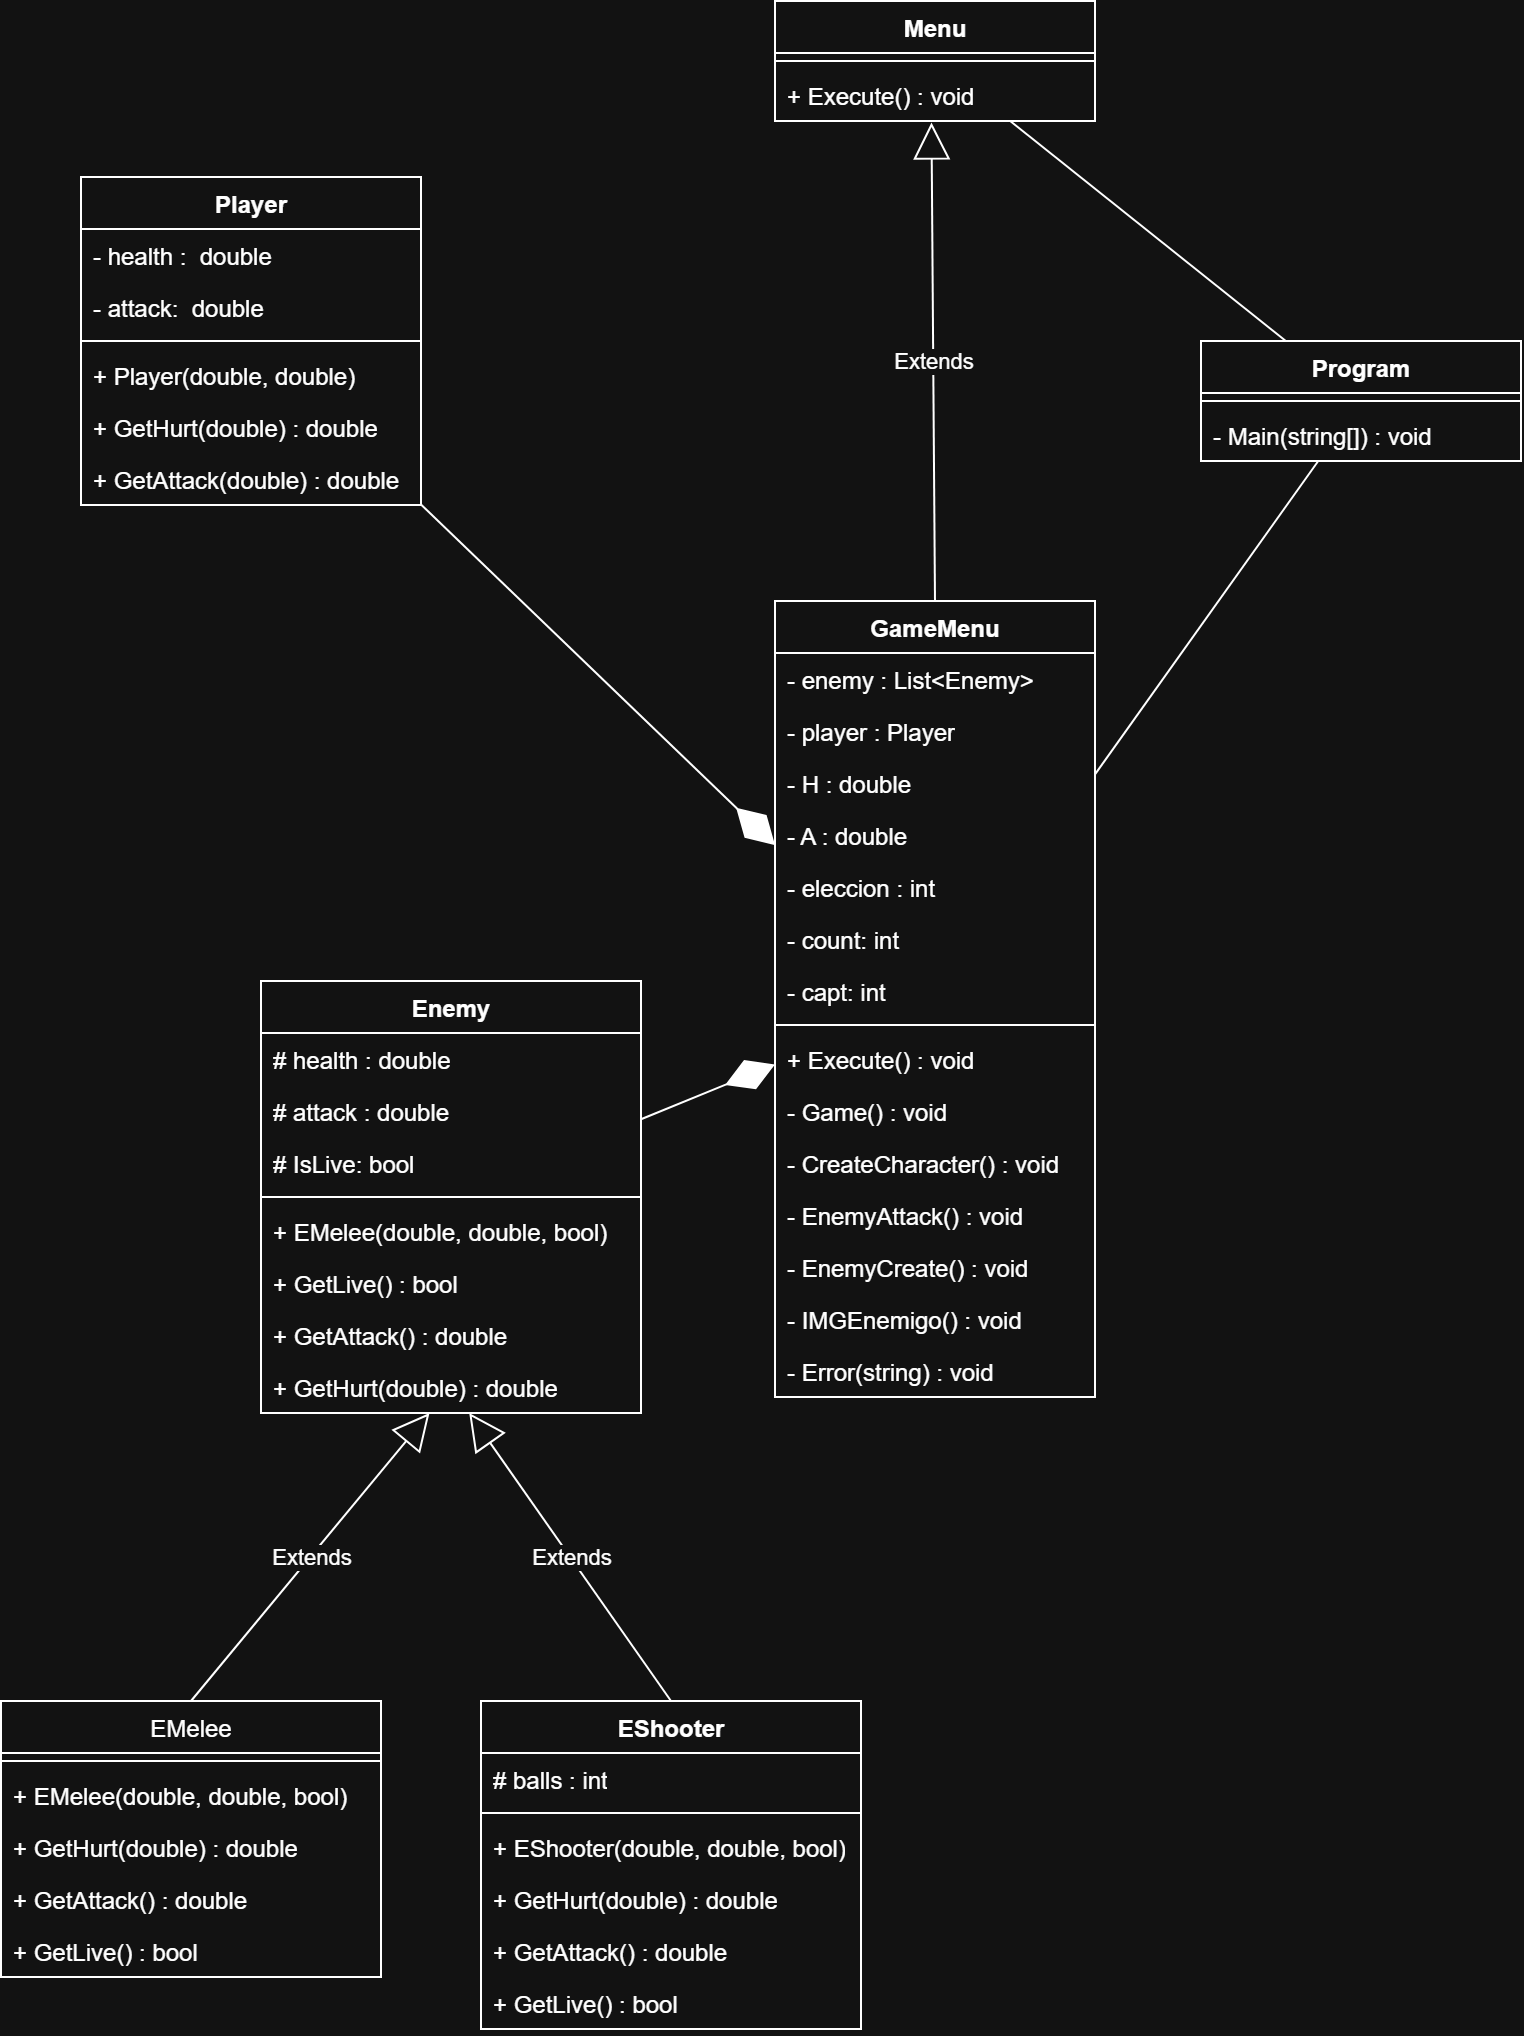 Menu
+ Execute() : void
Player
- health :  double
- attack:  double
+ Player(double, double)
+ GetHurt(double) : double
+ GetAttack(double) : double
Extends
Program
- Main(string[]) : void
GameMenu
- enemy : List<Enemy>
- player : Player
- H : double
- A : double
- eleccion : int
- count: int
- capt: int
+ Execute() : void
- Game() : void
- CreateCharacter() : void
- EnemyAttack() : void
- EnemyCreate() : void
- IMGEnemigo() : void
- Error(string) : void
Enemy
# health : double
# attack : double
# IsLive: bool
+ EMelee(double, double, bool)
+ GetLive() : bool
+ GetAttack() : double
+ GetHurt(double) : double
Extends
Extends
EMelee
+ EMelee(double, double, bool)
+ GetHurt(double) : double
+ GetAttack() : double
+ GetLive() : bool
EShooter
# balls : int
+ EShooter(double, double, bool)
+ GetHurt(double) : double
+ GetAttack() : double
+ GetLive() : bool